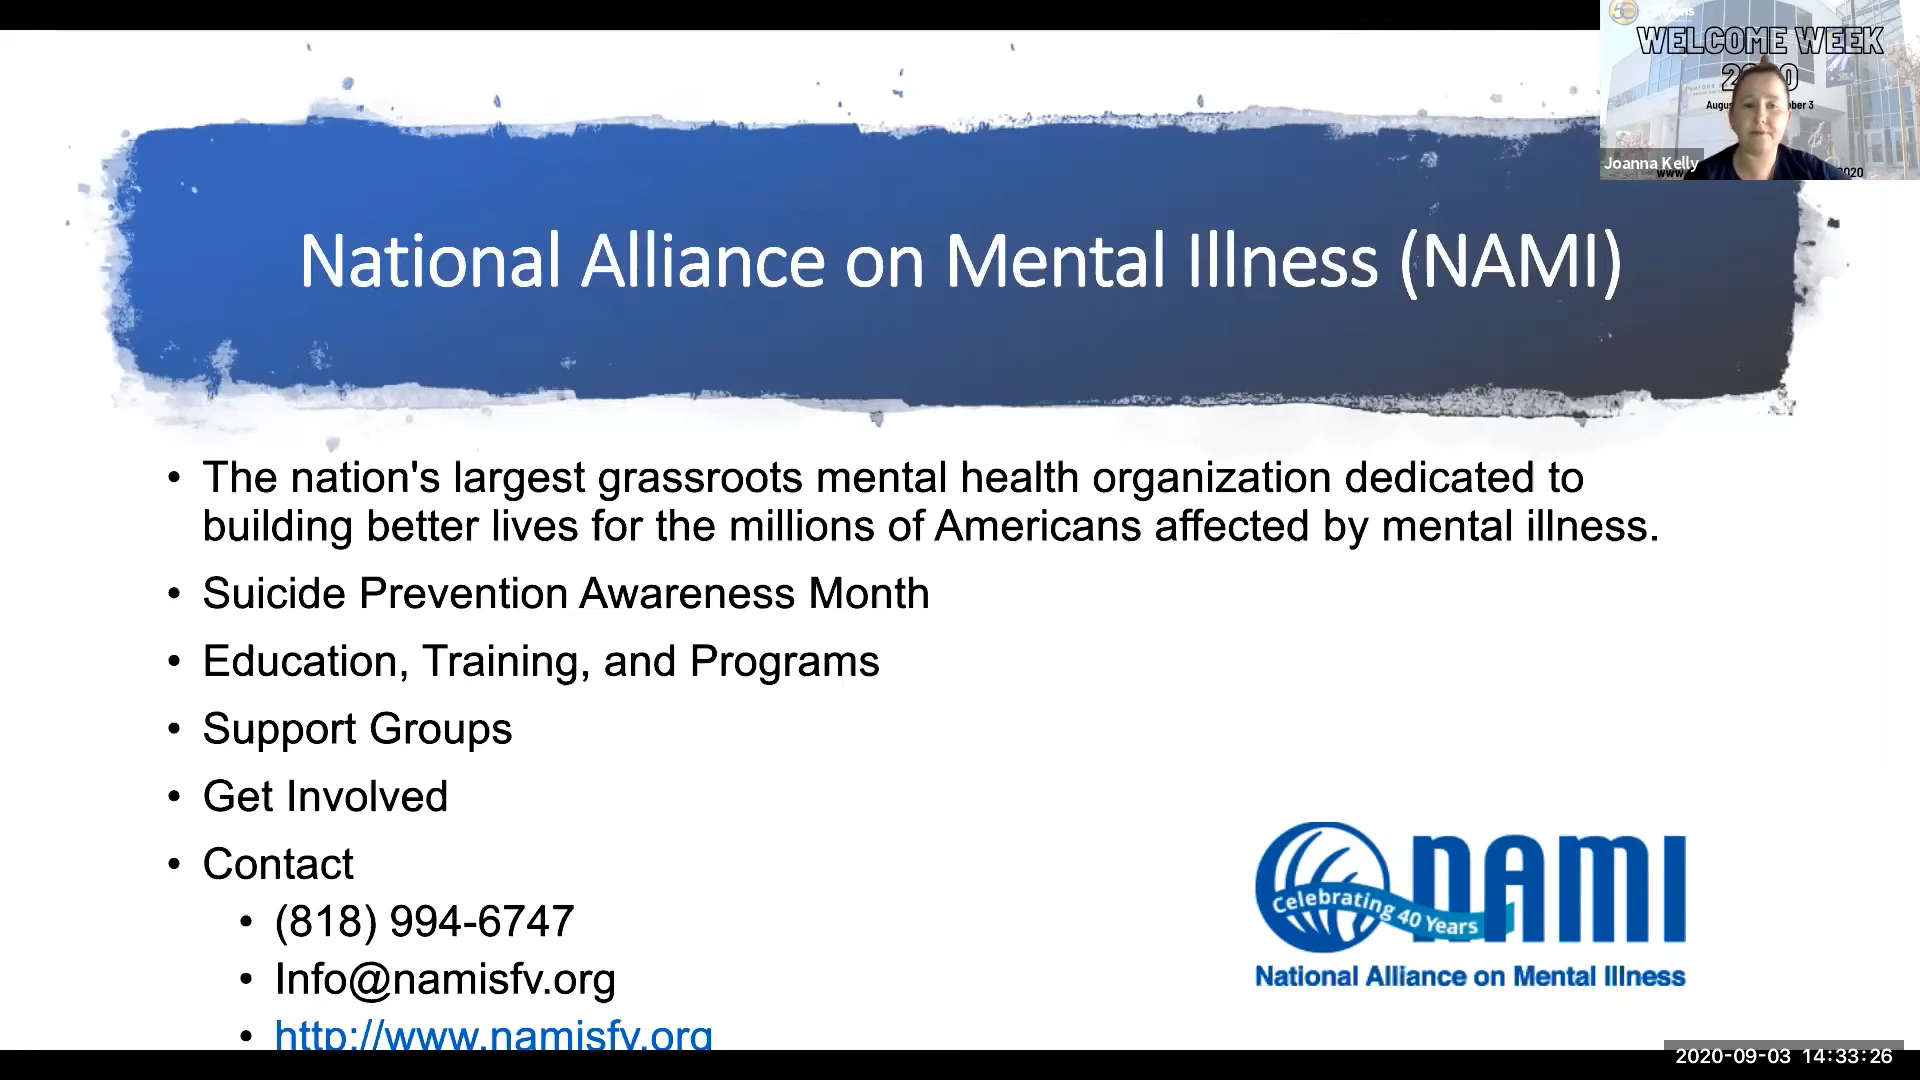 WELCOME WEEK
Joanna Kelly
National Alliance on Mental Illness (NAMI)
• The nation's largest grassroots mental health organization dedicated to
building better lives for the millions of Americans affected by mental illness.
• Suicide Prevention Awareness Month
• Education, Training, and Programs
• Support Groups
• Get Involved
• Contact
• (818) 994-6747
• Info@namisfv.org
• http://www.namisfv.org
NAMI
Celebrating 40 Years
National Alliance on Mental Illness
2020-09-03 14:33:26